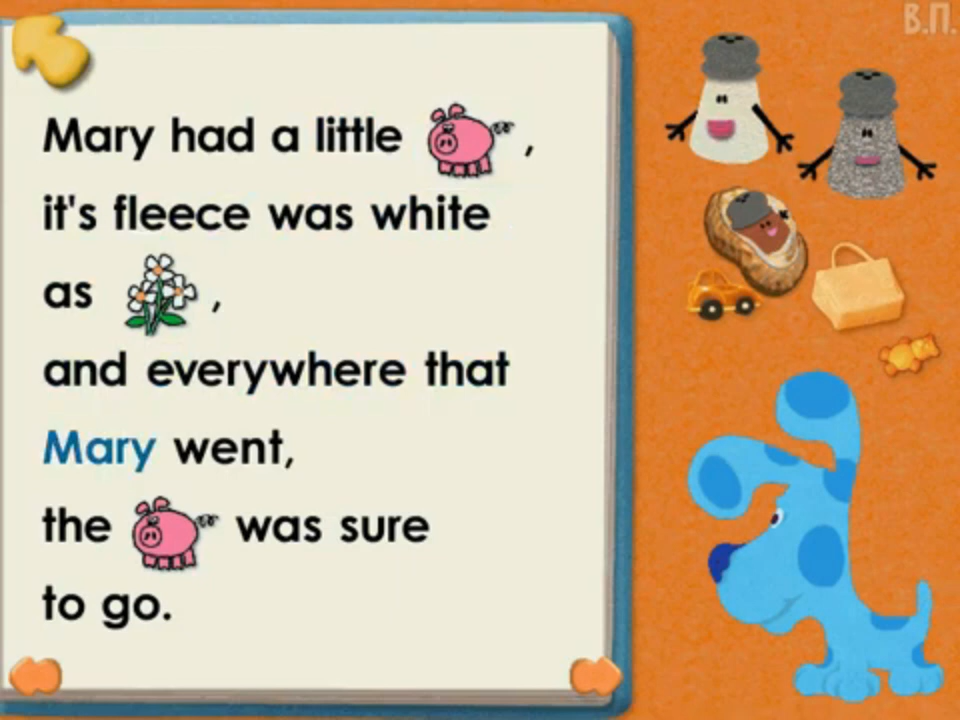 В.П.
Mary had a little ,
it's fleece was white
as ,
and everywhere that
Mary went,
the was sure
to go.